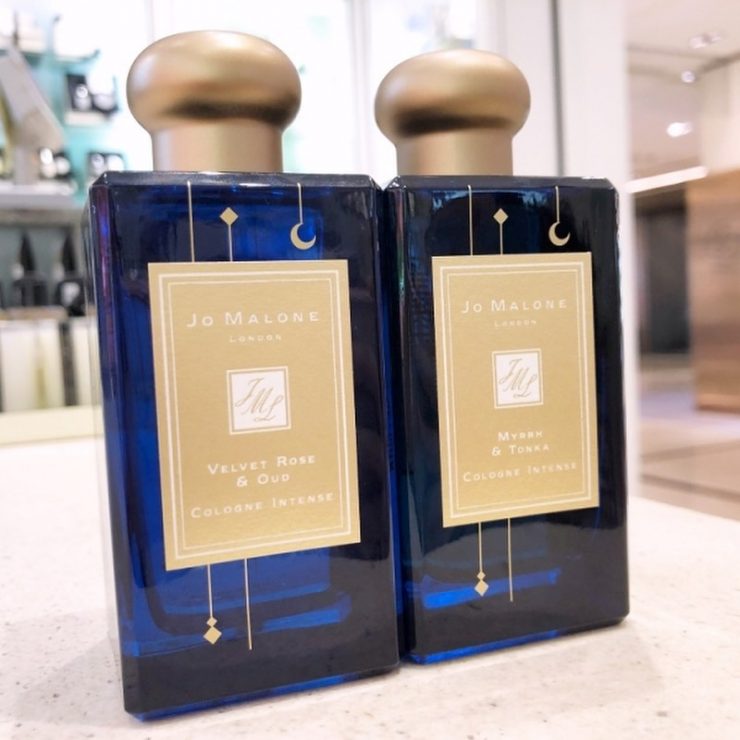 Jo Malone
London
JML
Velvet Rose
& Oud
Cologne Intense
Jo Malone
London
JML
Myrrh
& Tonka
Cologne Intense